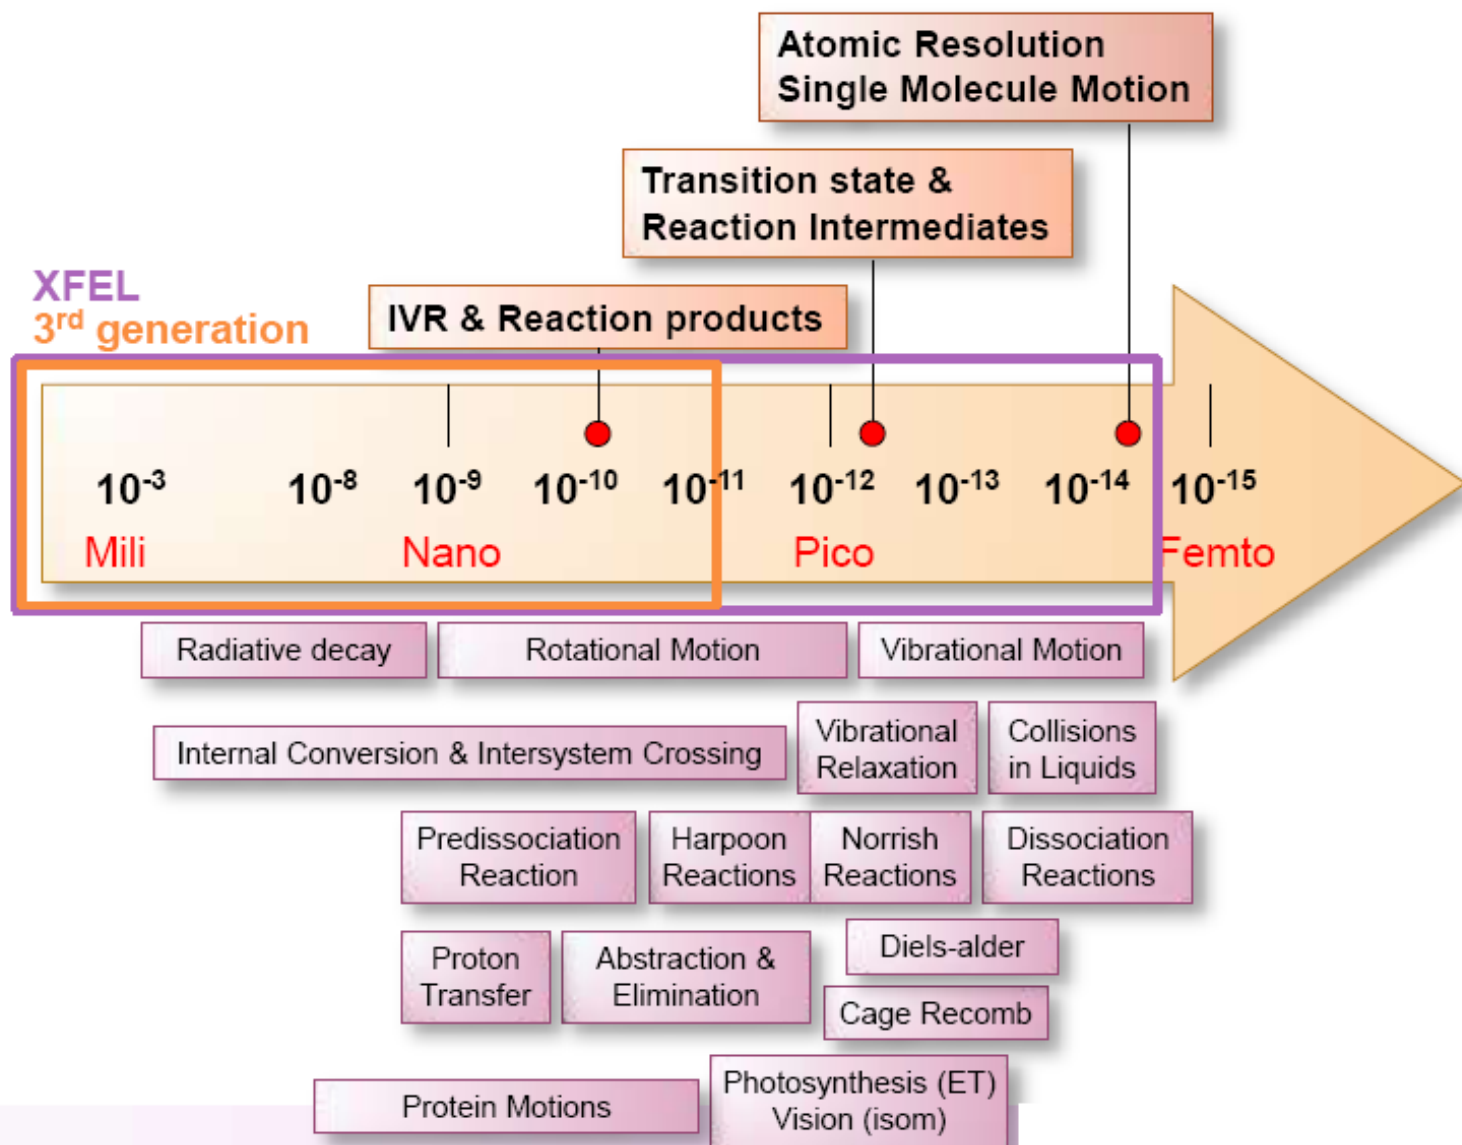 Atomic Resolution
Single Molecule Motion
Transition state &
Reaction Intermediates
XFEL
3rd generation
IVR & Reaction products
10-3 10-8 10-9 10-10 10-11 10-12 10-13 10-14 10-15
Mili Nano Pico Femto
Radiative decay
Rotational Motion
Vibrational Motion
Internal Conversion & Intersystem Crossing
Vibrational
Relaxation
Collisions
in Liquids
Predissociation
Reaction
Harpoon
Reactions
Norrish
Reactions
Dissociation
Reactions
Proton
Transfer
Abstraction &
Elimination
Diels-alder
Cage Recomb
Protein Motions
Photosynthesis (ET)
Vision (isom)